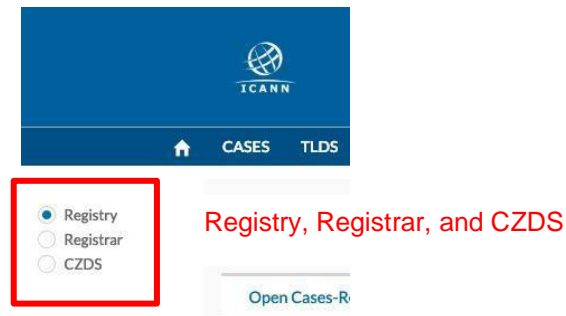 ICANN
CASES TLDS
Registry
Registrar
CZDS
Registry, Registrar, and CZDS
Open Cases-R